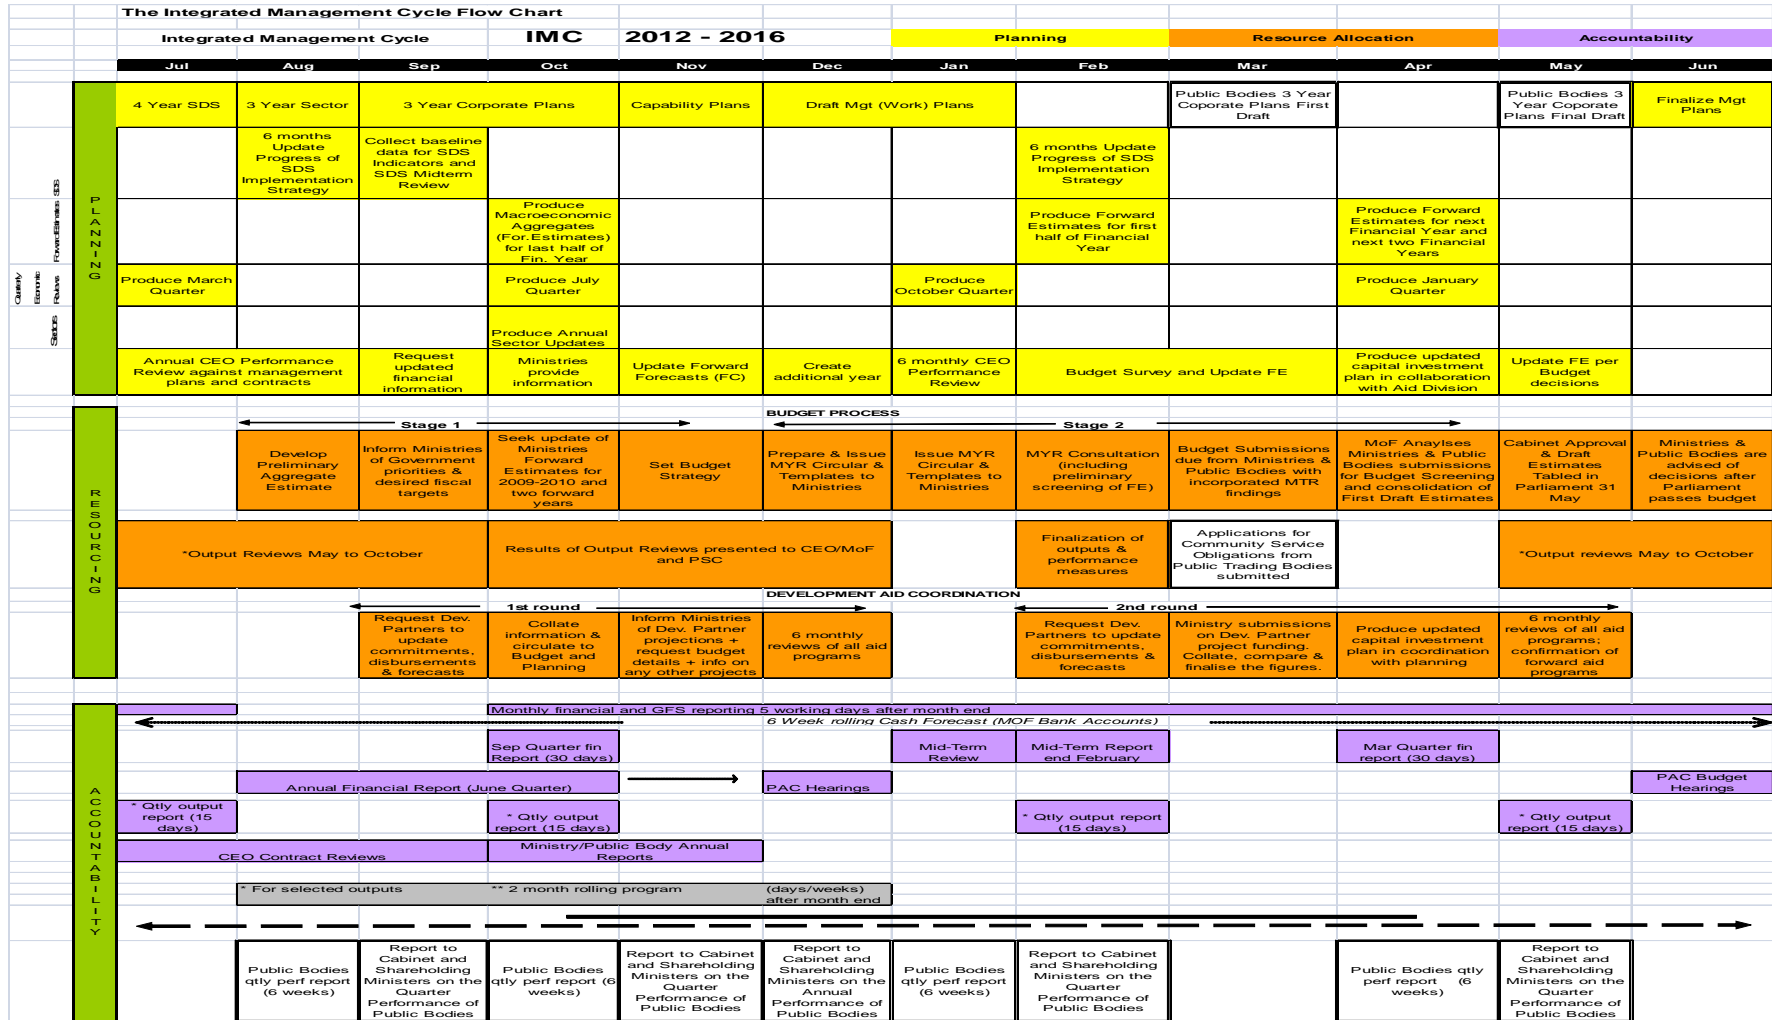 The Integrated Management Cycle Flow Chart
Integrated Management Cycle IMC 2012 - 2016 Planning Resource Allocation Accountability
Jul Aug Sep Oct Nov Dec Jan Feb Mar Apr May Jun
PLANNING
4 Year SDS
3 Year Sector
3 Year Corporate Plans
Capability Plans
Draft Mgt (Work) Plans
Public Bodies 3 Year
Coporate Plans First
Draft
Public Bodies 3
Year Coporate
Plans Final Draft
Finalize Mgt
Plans
SDS
6 months
Update
Progress of
SDS
Implementation
Strategy
Collect baseline
data for SDS
Indicators and
SDS Midterm
Review
6 months Update
Progress of SDS
Implementation
Strategy
Forward Estimates
Produce
Macroeconomic
Aggregates
(For.Estimates)
for last half of
Fin. Year
Produce Forward
Estimates for first
half of Financial
Year
Produce Forward
Estimates for next
Financial Year and
next two Financial
Years
Quarterly
Economic
Reviews
Produce March
Quarter
Produce July
Quarter
Produce
October Quarter
Produce January
Quarter
Sectors
Produce Annual
Sector Updates
Annual CEO Performance
Review against management
plans and contracts
Request
updated
financial
information
Ministries
provide
information
Update Forward
Forecasts (FC)
Create
additional year
6 monthly CEO
Performance
Review
Budget Survey and Update FE
Produce updated
capital investment
plan in collaboration
with Aid Division
Update FE per
Budget
decisions
RESOURCING
BUDGET PROCESS
Stage 1
Stage 2
Develop
Preliminary
Aggregate
Estimate
Inform Ministries
of Government
priorities &
desired fiscal
targets
Seek update of
Ministries
Forward
Estimates for
2009-2010 and
two forward
years
Set Budget
Strategy
Prepare & Issue
MYR Circular &
Templates to
Ministries
Issue MYR
Circular &
Templates to
Ministries
MYR Consultation
(including
preliminary
screening of FE)
Budget Submissions
due from Ministries &
Public Bodies with
incorporated MTR
findings
MoF Anaylses
Ministries & Public
Bodies submissions
for Budget Screening
and consolidation of
First Draft Estimates
Cabinet Approval
& Draft
Estimates
Tabled in
Parliament 31
May
Ministries &
Public Bodies are
advised of
decisions after
Parliament
passes budget
*Output Reviews May to October
Results of Output Reviews presented to CEO/MoF
and PSC
Finalization of
outputs &
performance
measures
Applications for
Community Service
Obligations from
Public Trading Bodies
submitted
*Output reviews May to October
DEVELOPMENT AID COORDINATION
1st round
2nd round
Request Dev.
Partners to
update
commitments,
disbursements
& forecasts
Collate
information &
circulate to
Budget and
Planning
Inform Ministries
of Dev. Partner
projections +
request budget
details + info on
any other projects
6 monthly
reviews of all aid
programs
Request Dev.
Partners to update
commitments,
disbursements &
forecasts
Ministry submissions
on Dev. Partner
project funding.
Collate, compare &
finalise the figures.
Produce updated
capital investment
plan in coordination
with planning
6 monthly
reviews of all aid
programs;
confirmation of
forward aid
programs
ACCOUNTABILITY
Monthly financial and GFS reporting 5 working days after month end
6 Week rolling Cash Forecast (MOF Bank Accounts)
Sep Quarter fin
Report (30 days)
Mid-Term
Review
Mid-Term Report
end February
Mar Quarter fin
report (30 days)
Annual Financial Report (June Quarter)
PAC Hearings
PAC Budget
Hearings
* Qtly output
report (15
days)
* Qtly output
report (15 days)
* Qtly output report
(15 days)
* Qtly output
report (15 days)
CEO Contract Reviews
Ministry/Public Body Annual
Reports
* For selected outputs
** 2 month rolling program
(days/weeks)
after month end
Public Bodies
qtly perf report
(6 weeks)
Report to
Cabinet and
Shareholding
Ministers on the
Quarter
Performance of
Public Bodies
Public Bodies
qtly perf report (6
weeks)
Report to Cabinet
and Shareholding
Ministers on the
Quarter
Performance of
Public Bodies
Report to
Cabinet and
Shareholding
Ministers on the
Annual
Performance of
Public Bodies
Public Bodies
qtly perf report
(6 weeks)
Report to Cabinet
and Shareholding
Ministers on the
Quarter
Performance of
Public Bodies
Public Bodies qtly
perf report (6
weeks)
Report to
Cabinet and
Shareholding
Ministers on the
Quarter
Performance of
Public Bodies